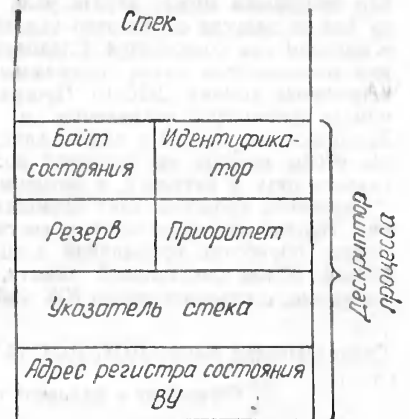 Стек
Байт
состояния
Идентифика-
тор
Резерв
Приоритет
Указатель стека
Адрес регистра состояния
ВУ
Дескриптор
процесса